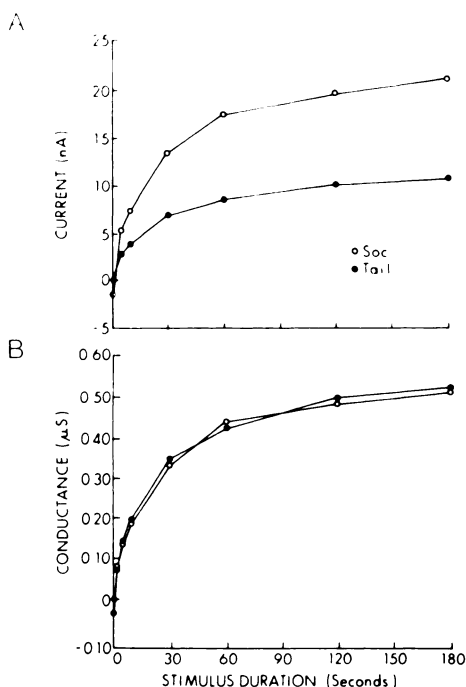 A
25
20
15
10
5
0
-5
CURRENT (nA)
Soc
Tail
B
0.60
0.50
0.40
0.30
0.20
0.10
0
-0.10
CONDUCTANCE (μS)
0 30 60 90 120 150 180
STIMULUS DURATION (Seconds)